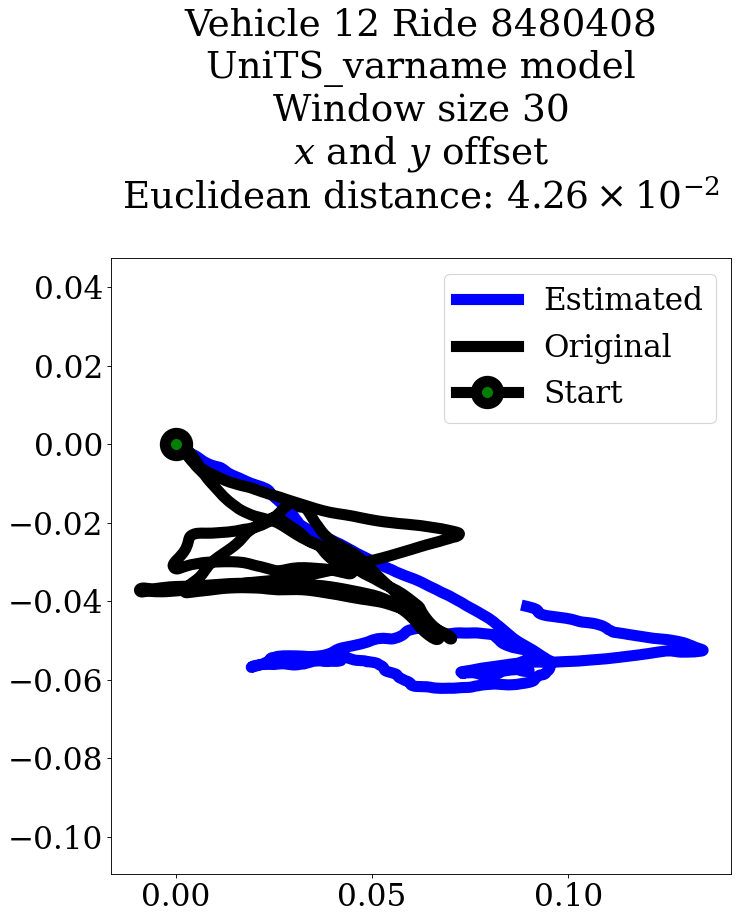 Vehicle 12 Ride 8480408
UniTS_varname model
Window size 30
x and y offset
Euclidean distance: 4.26 × 10⁻²
Estimated
Original
Start
0.04
0.02
0.00
−0.02
−0.04
−0.06
−0.08
−0.10
0.00 0.05 0.10